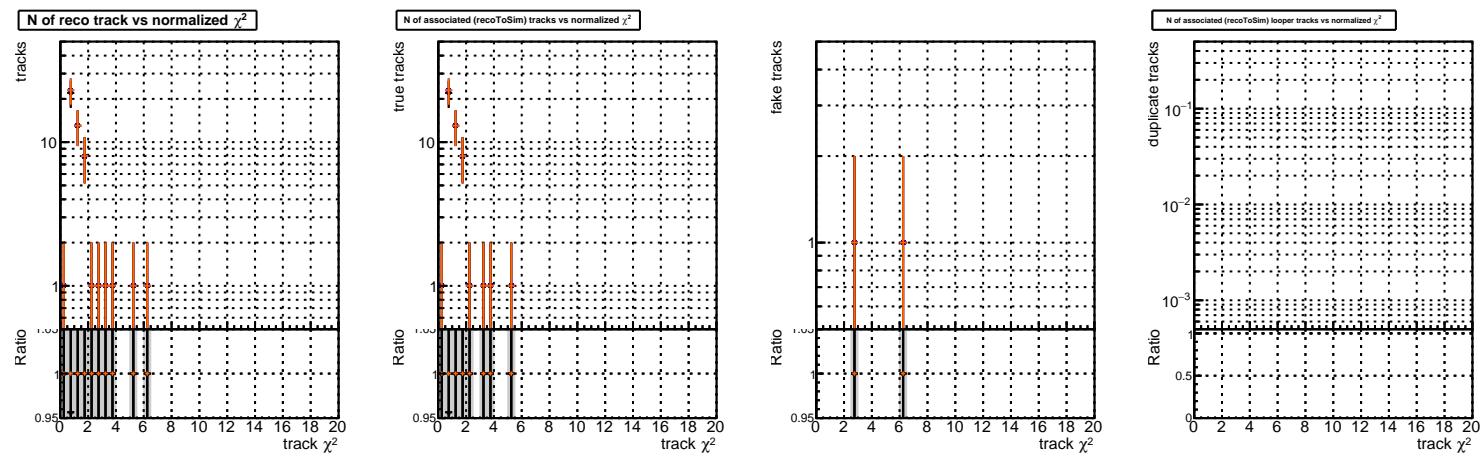 N of reco track vs normalized χ²
tracks
10
1
Ratio
1.05
1
0.95
0 2 4 6 8 10 12 14 16 18 20
track χ²
N of associated (recoToSim) tracks vs normalized χ²
true tracks
10
1
Ratio
1.05
1
0.95
0 2 4 6 8 10 12 14 16 18 20
track χ²
fake tracks
1
Ratio
1.05
1
0.95
0 2 4 6 8 10 12 14 16 18 20
track χ²
N of associated (recoToSim) looper tracks vs normalized χ²
duplicate tracks
10⁻¹
10⁻²
10⁻³
Ratio
1
0.5
0
0 2 4 6 8 10 12 14 16 18 20
track χ²